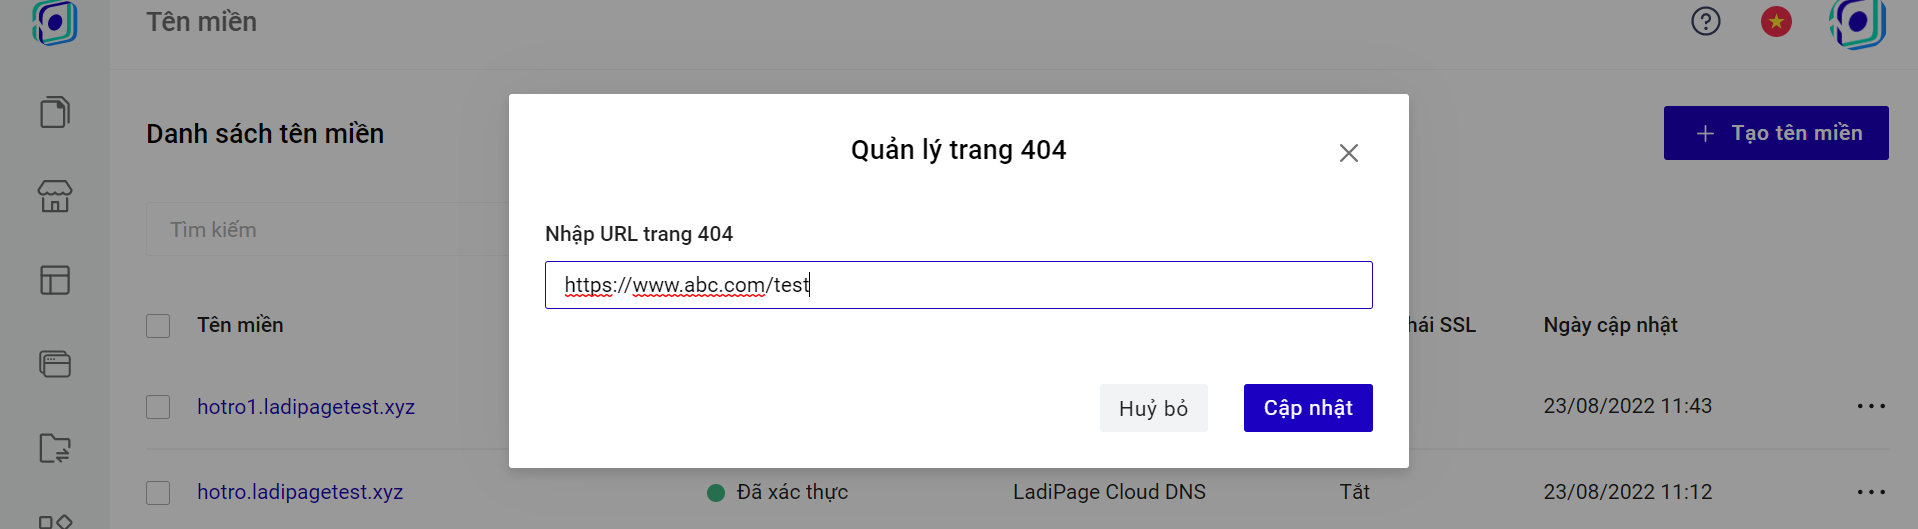 Tên miền
Danh sách tên miền
Tạo tên miền
Tìm kiếm
Quản lý trang 404
Nhập URL trang 404
https://www.abc.com/test
Huỷ bỏ
Cập nhật
Tên miền
hái SSL
Ngày cập nhật
hotro1.ladipagetest.xyz
23/08/2022 11:43
hotro.ladipagetest.xyz
Đã xác thực
LadiPage Cloud DNS
Tắt
23/08/2022 11:12